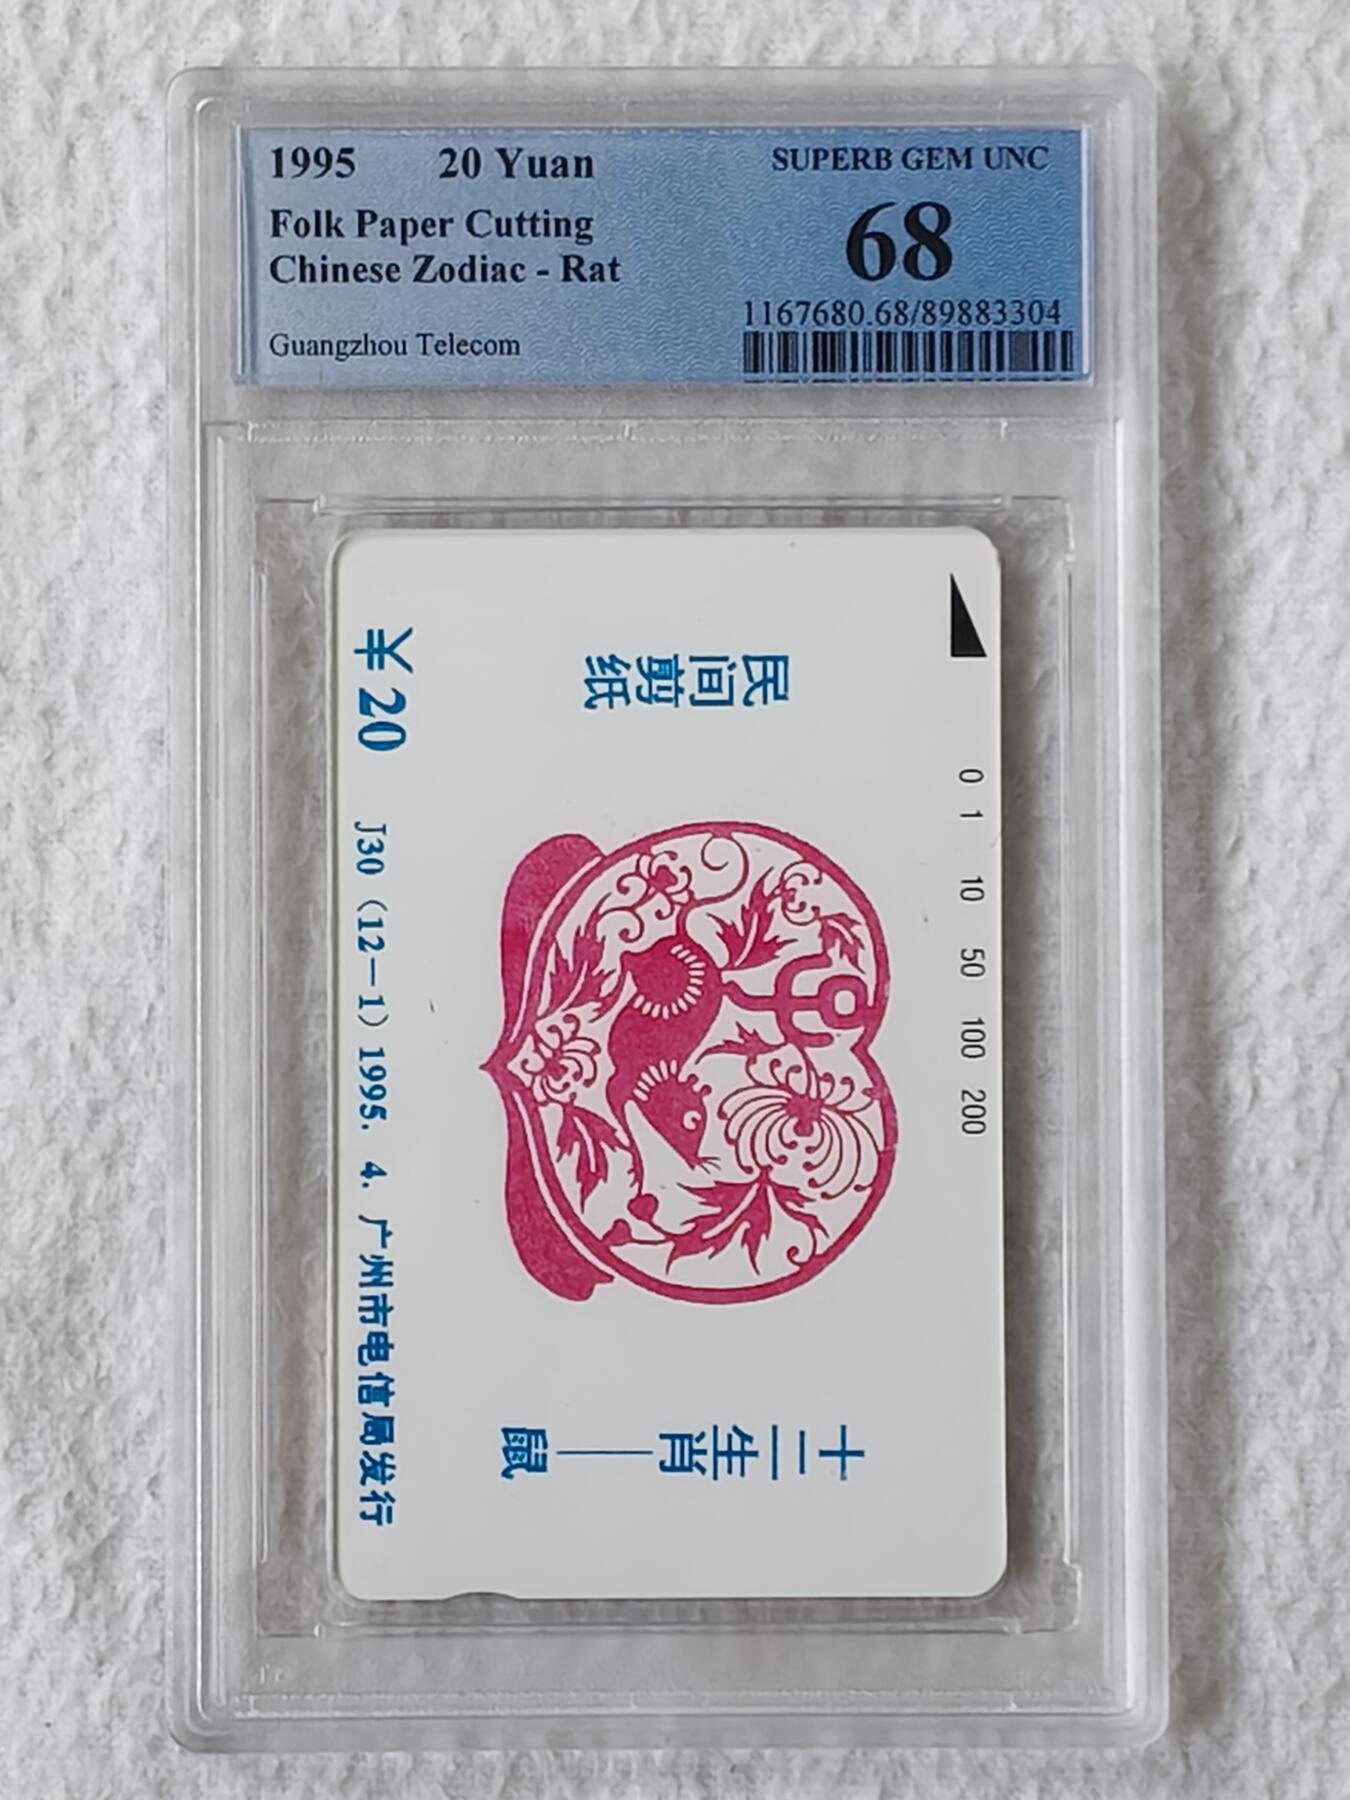 1995 20 Yuan
Folk Paper Cutting
Chinese Zodiac - Rat
Guangzhou Telecom
SUPERB GEM UNC
68
1167680.68/89883304
0 1 10 50 100 200
民间剪纸
十二生肖——鼠
￥20 J30（12—1）1995. 4. 广州市电信局发行